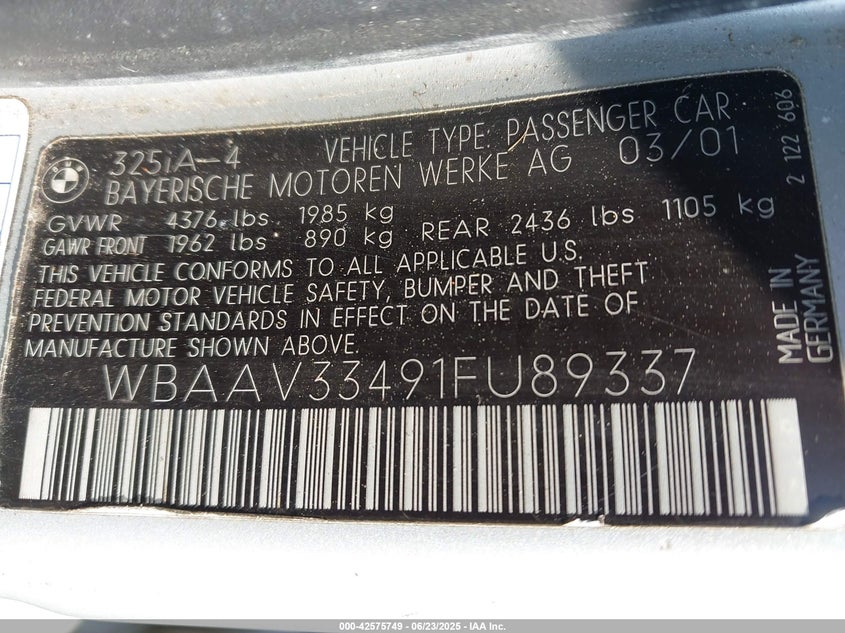 325iA-4 VEHICLE TYPE: PASSENGER CAR
BAYERISCHE MOTOREN WERKE AG 03/01
GVWR 4376 lbs 1985 kg
GAWR FRONT 1962 lbs 890 kg REAR 2436 lbs 1105 kg
THIS VEHICLE CONFORMS TO ALL APPLICABLE U.S.
FEDERAL MOTOR VEHICLE SAFETY, BUMPER AND THEFT
PREVENTION STANDARDS IN EFFECT ON THE DATE OF
MANUFACTURE SHOWN ABOVE
WBAAV33491FU89337
2 122 606
MADE IN
GERMANY
000-42575749 - 06/23/2025 - IAA Inc.